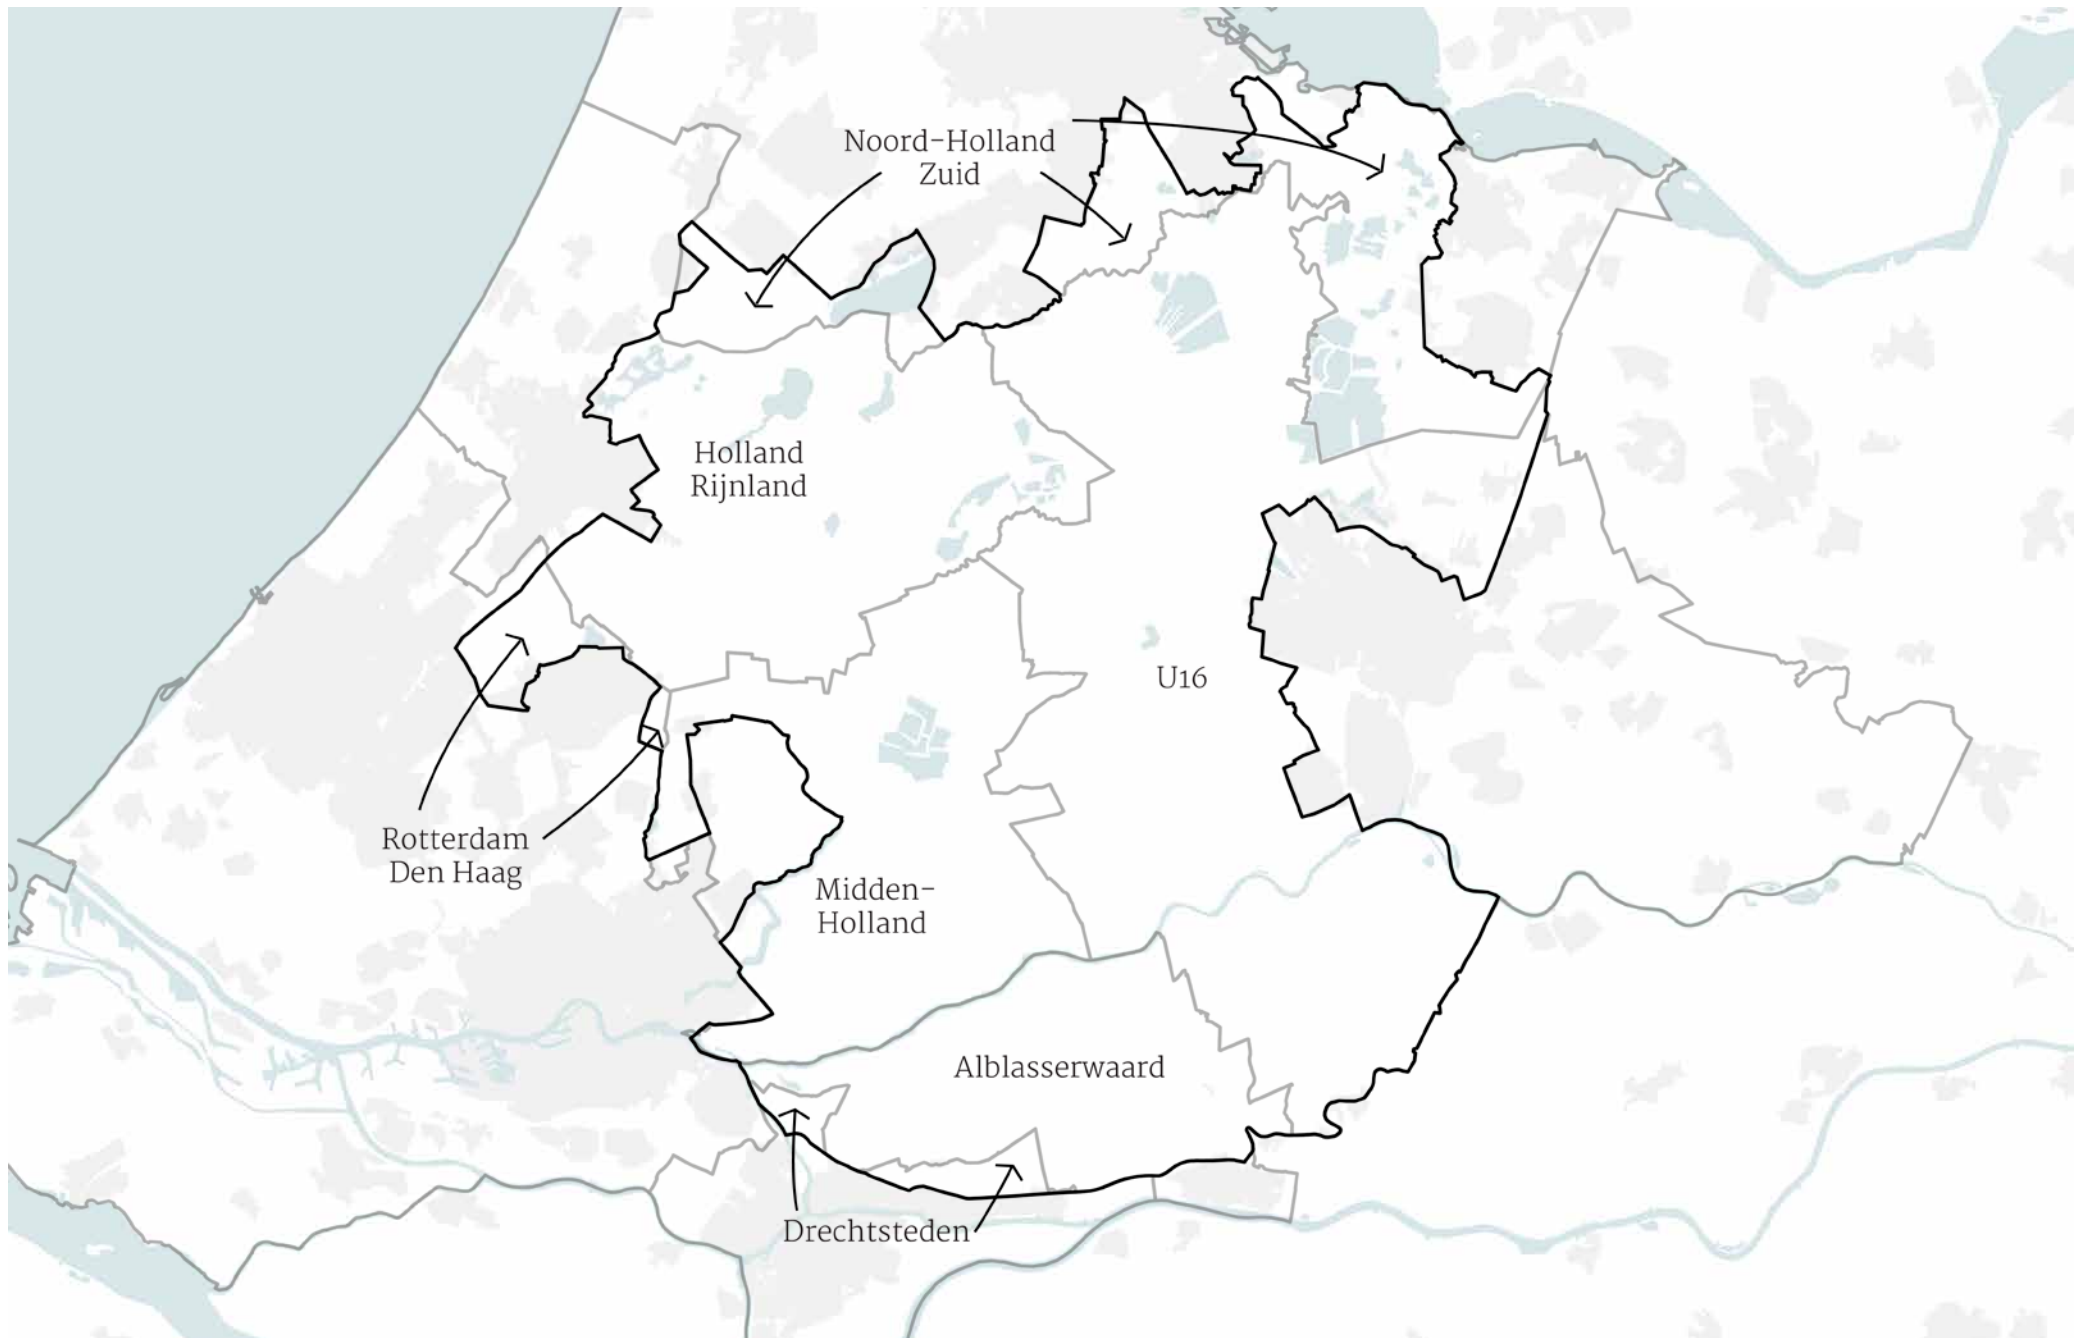 Noord-Holland
Zuid
Holland
Rijnland
U16
Rotterdam
Den Haag
Midden-
Holland
Alblasserwaard
Drechtsteden